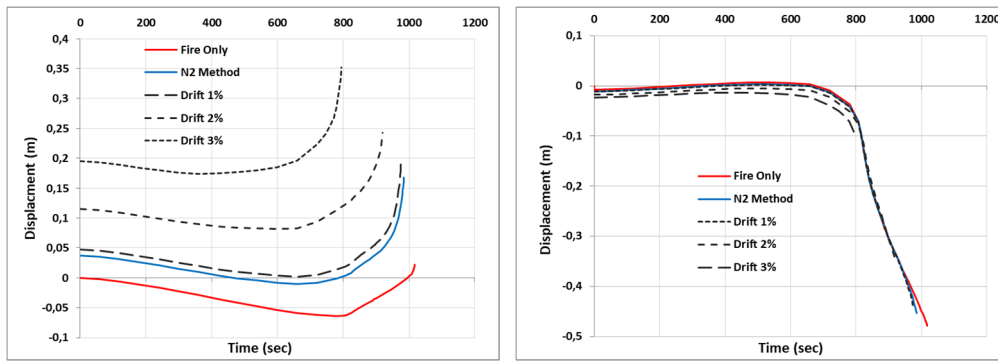 0 200 400 600 800 1000 1200
0,4
0,35
0,3
0,25
0,2
0,15
0,1
0,05
0
-0,05
-0,1
Displacment (m)
Fire Only
N2 Method
Drift 1%
Drift 2%
Drift 3%
Time (sec)
0 200 400 600 800 1000 1200
0,1
0
-0,1
-0,2
-0,3
-0,4
-0,5
Displacement (m)
Fire Only
N2 Method
Drift 1%
Drift 2%
Drift 3%
Time (sec)